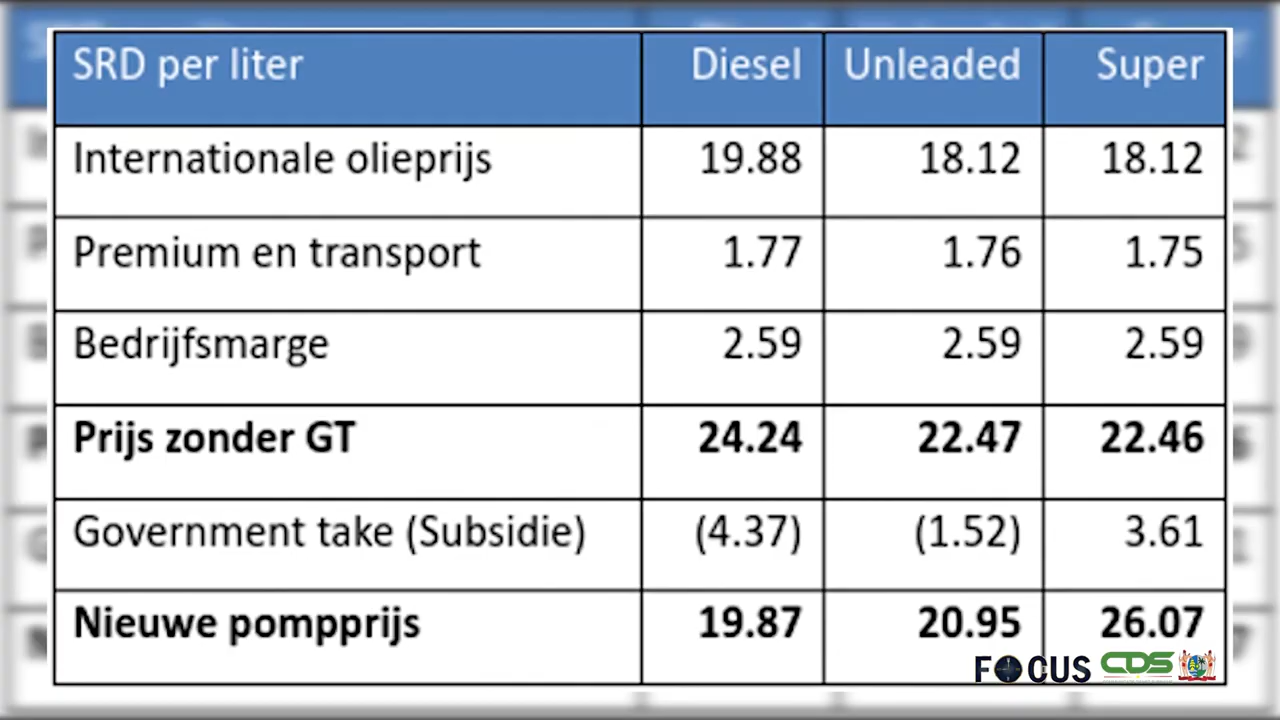 SRD per liter Diesel Unleaded Super
Internationale olieprijs 19.88 18.12 18.12
Premium en transport 1.77 1.76 1.75
Bedrijfsmarge 2.59 2.59 2.59
Prijs zonder GT 24.24 22.47 22.46
Government take (Subsidie) (4.37) (1.52) 3.61
Nieuwe pompprijs 19.87 20.95 26.07
FOCUS CDS